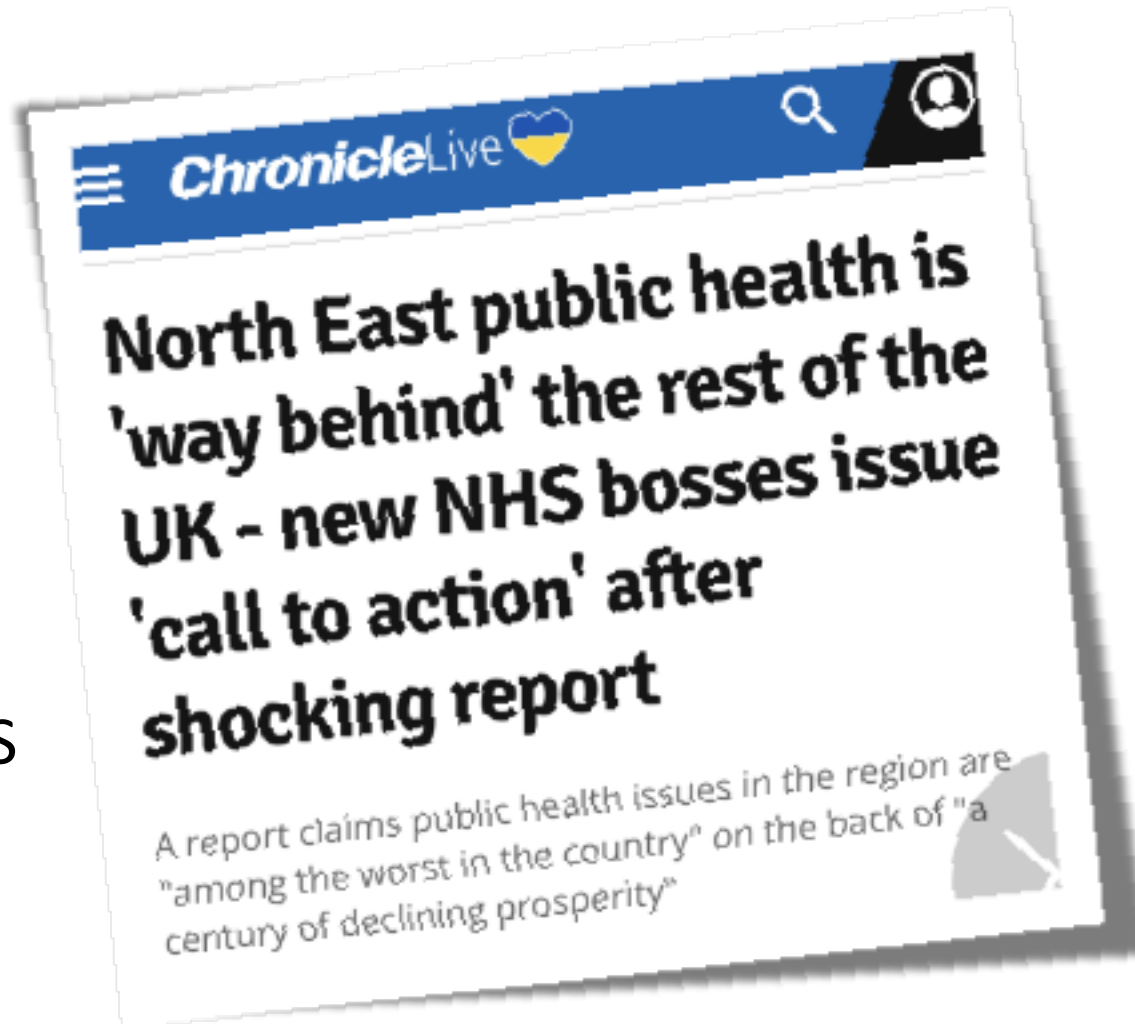 ChronicleLive
North East public health is
'way behind' the rest of the
UK - new NHS bosses issue
'call to action' after
shocking report
s
A report claims public health issues in the region are
"among the worst in the country" on the back of "a
century of declining prosperity"